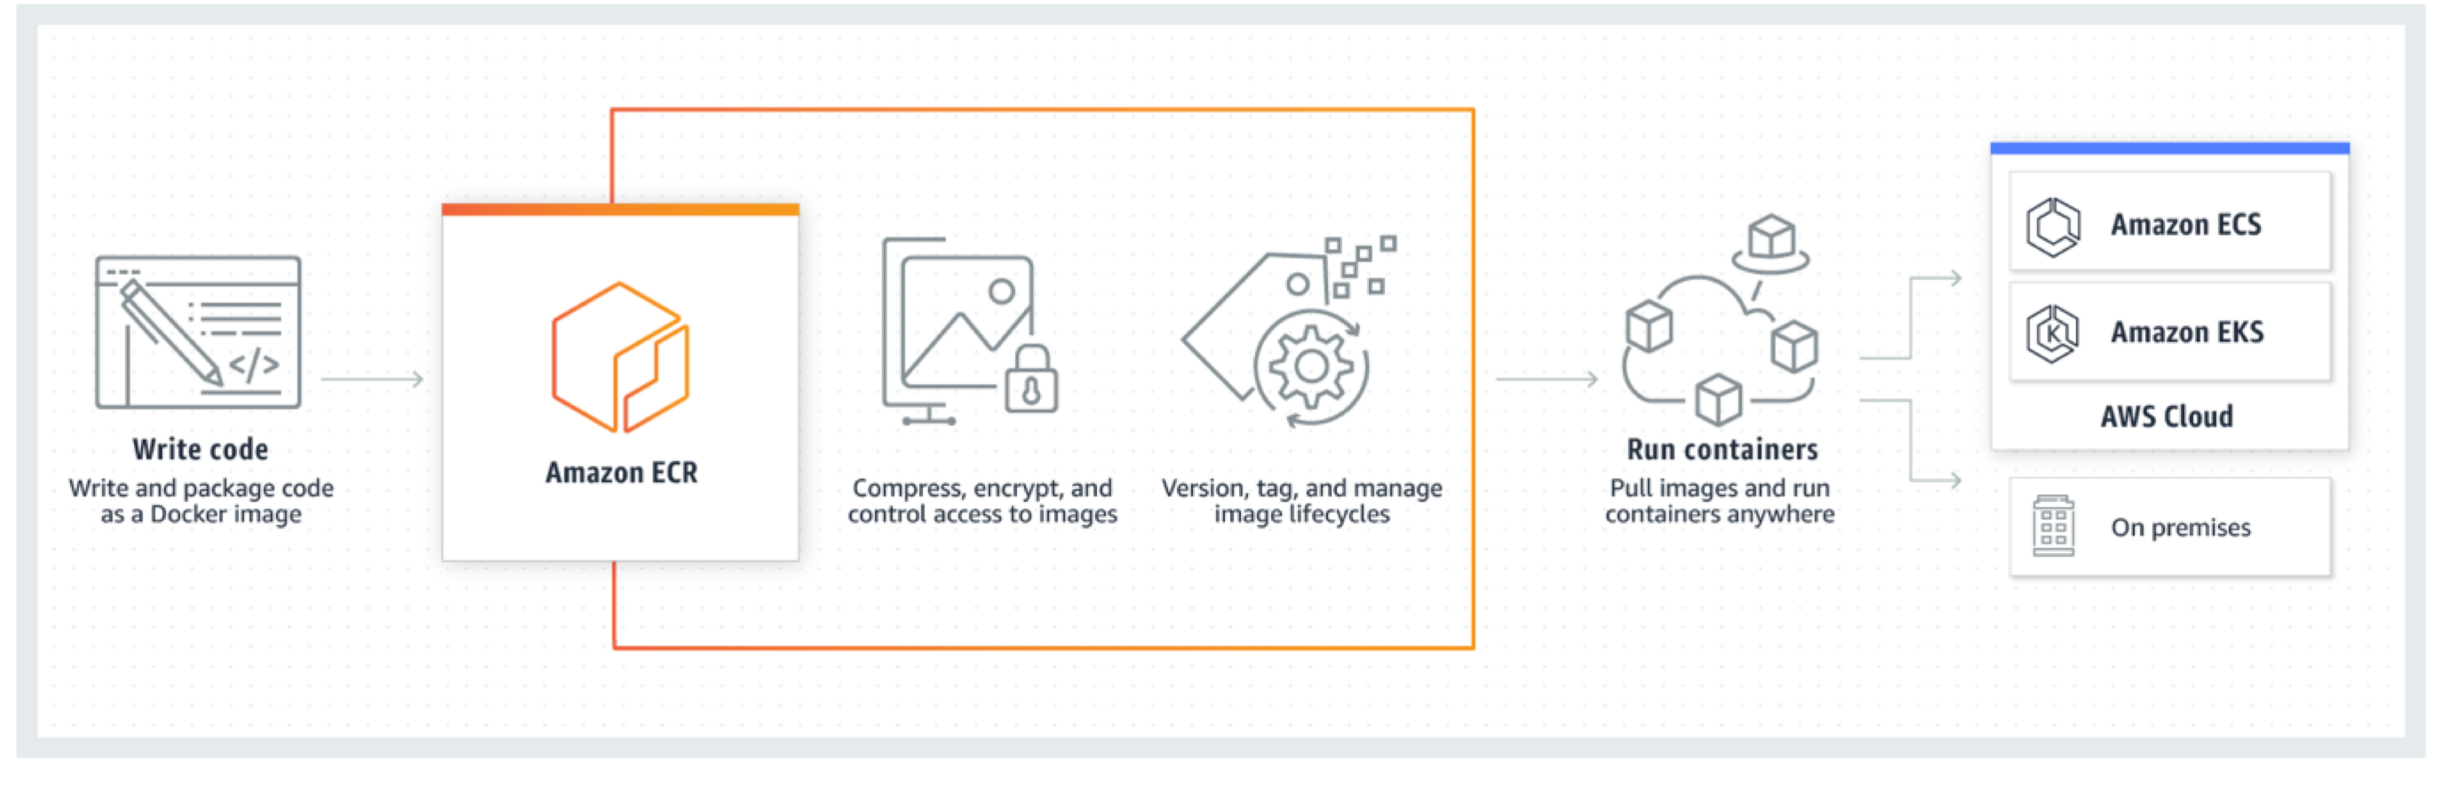 Write code
Write and package code
as a Docker image
</>
Amazon ECR
Compress, encrypt, and
control access to images
Version, tag, and manage
image lifecycles
Run containers
Pull images and run
containers anywhere
Amazon ECS
K
Amazon EKS
AWS Cloud
On premises